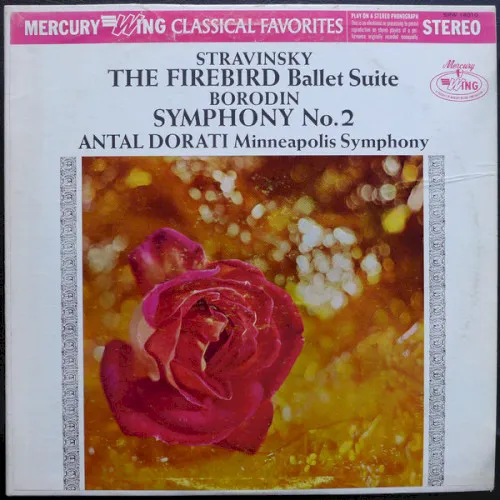 MERCURY WING CLASSICAL FAVORITES
PLAY ON A STEREO PHONOGRAPH
STEREO
STRAVINSKY
THE FIREBIRD Ballet Suite
BORODIN
SYMPHONY No. 2
ANTAL DORATI Minneapolis Symphony
Mercury
WING